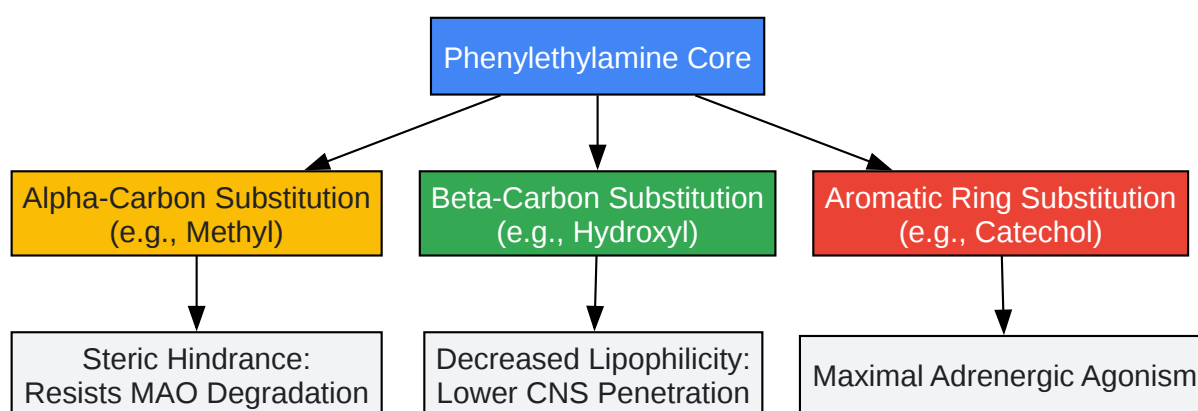 Phenylethylamine Core
Alpha-Carbon Substitution
(e.g., Methyl)
Beta-Carbon Substitution
(e.g., Hydroxyl)
Aromatic Ring Substitution
(e.g., Catechol)
Steric Hindrance:
Resists MAO Degradation
Decreased Lipophilicity:
Lower CNS Penetration
Maximal Adrenergic Agonism